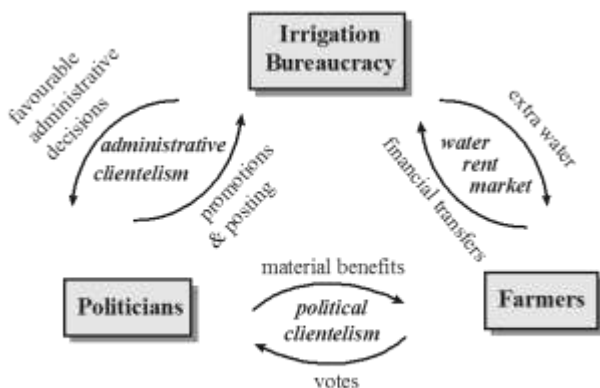 Irrigation
Bureaucracy
favourable
administrative
decisions
administrative
clientelism
promotions
& posting
extra water
water
rent
market
financial transfers
material benefits
Politicians
political
clientelism
Farmers
votes